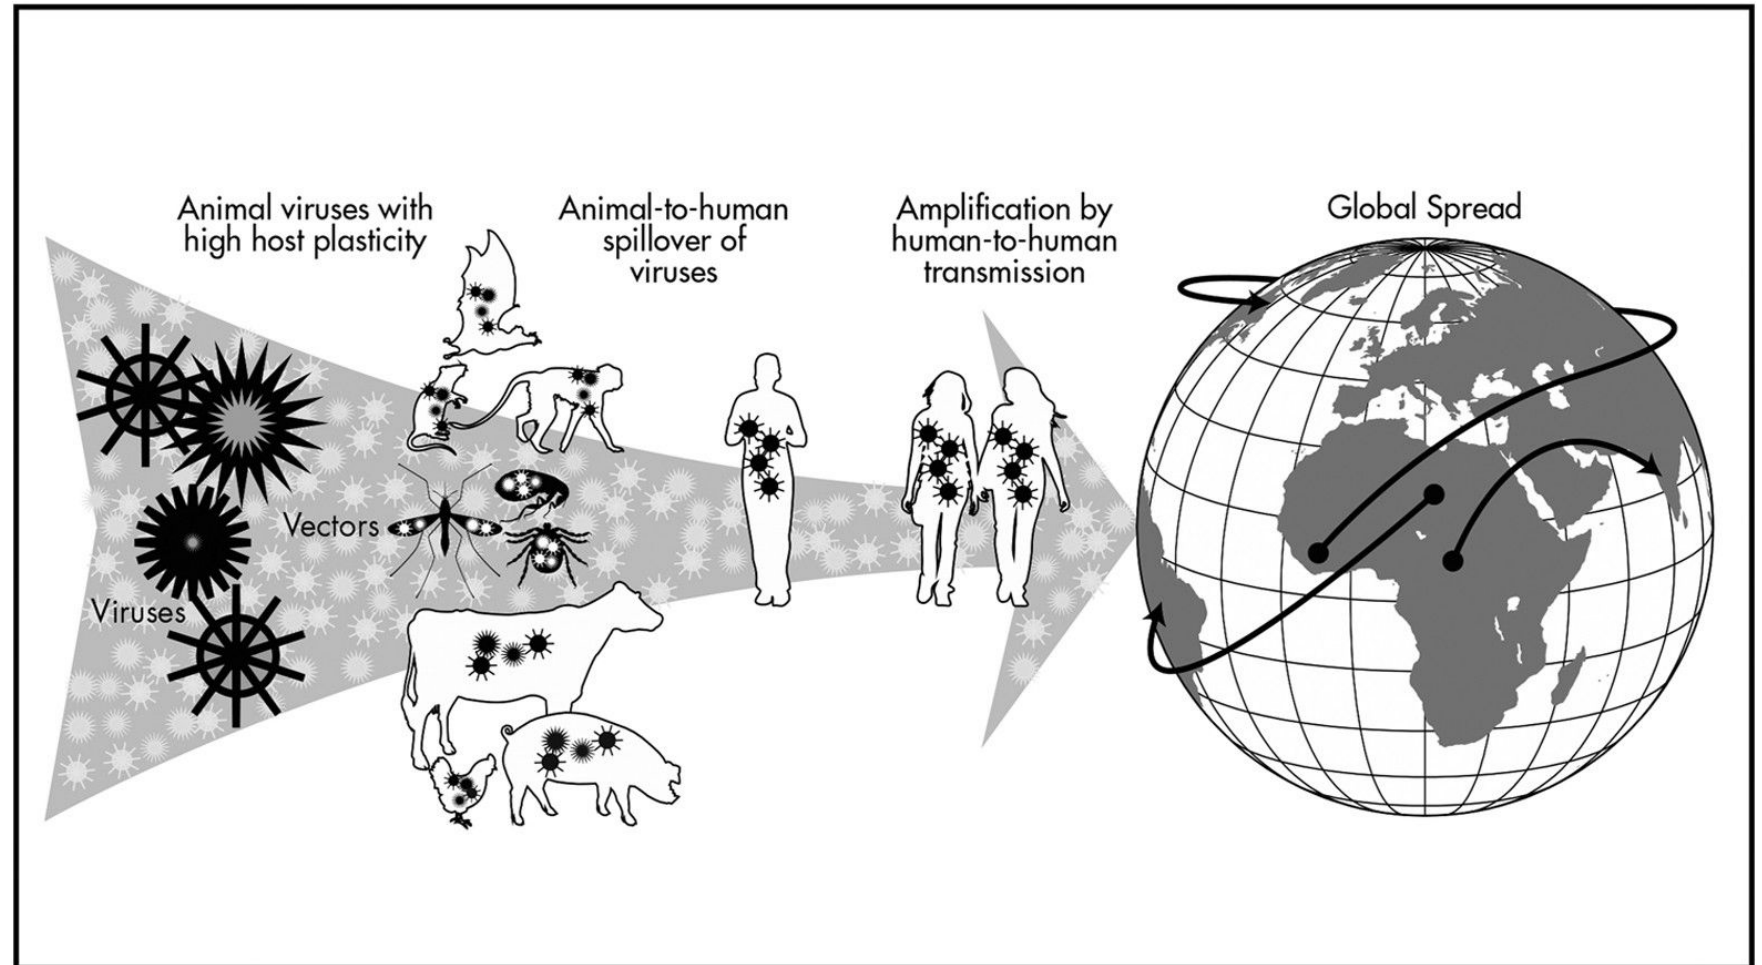 Animal viruses with
high host plasticity
Animal-to-human
spillover of
viruses
Amplification by
human-to-human
transmission
Global Spread
Vectors
Viruses